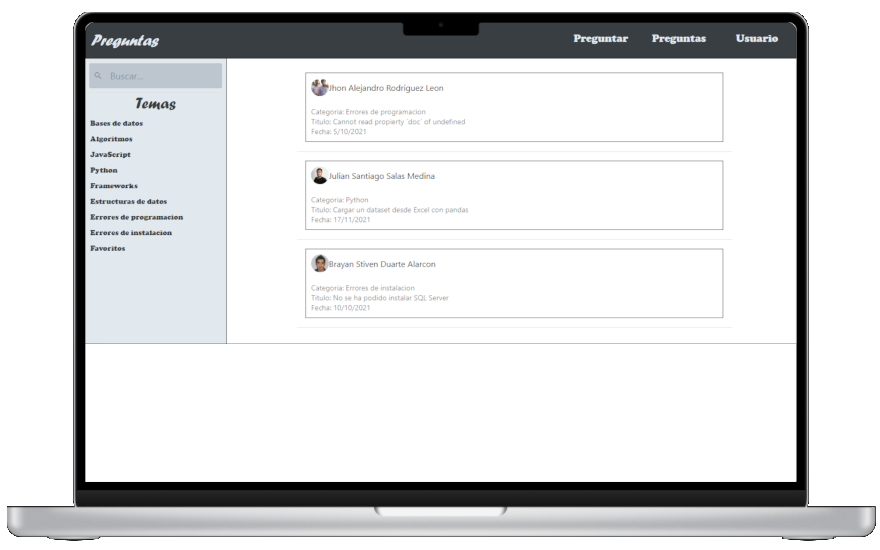 Preguntas
Preguntar
Preguntas
Usuario
Buscar...
Temas
Bases de datos
Algoritmos
JavaScript
Python
Frameworks
Estructuras de datos
Errores de programacion
Errores de instalacion
Favoritos
Jhon Alejandro Rodriguez Leon
Categoria: Errores de programacion
Titulo: Cannot read property ´doc´ of undefined
Fecha: 5/10/2021
Julian Santiago Salas Medina
Categoria: Python
Titulo: Cargar un dataset desde Excel con pandas
Fecha: 17/11/2021
Brayan Stiven Duarte Alarcon
Categoria: Errores de instalacion
Titulo: No se ha podido instalar SQL Server
Fecha: 10/10/2021